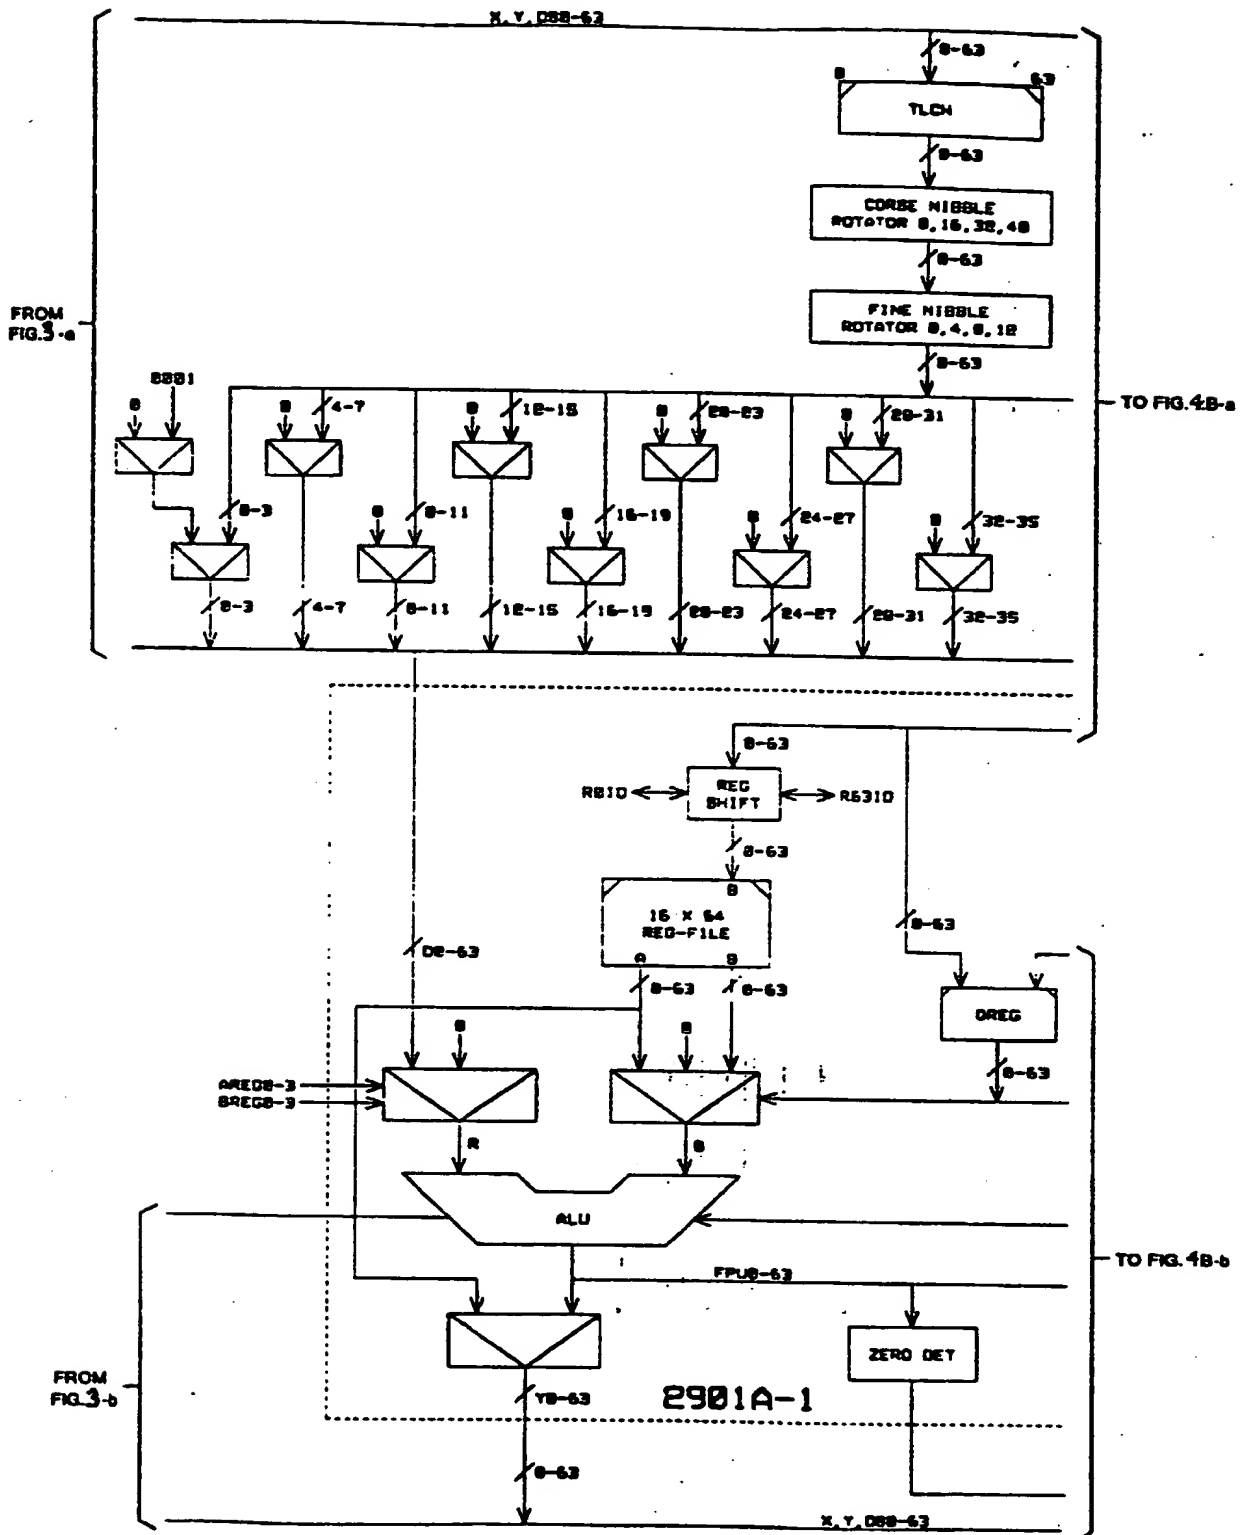 X, Y, DS0-63
0-63
0
63
TLCH
0-63
CORSE NIBBLE
ROTATOR 0,16,32,48
0-63
FROM
FIG.3-a
FINE NIBBLE
ROTATOR 0,4,8,12
0-63
0001
0
0
4-7
0
12-15
0
20-23
0
28-31
TO FIG.4B-a
0-3
0
8-11
0
16-19
0
24-27
0
32-35
0-3
4-7
8-11
12-15
16-19
20-23
24-27
28-31
32-35
0-63
R0IO
REG
SHIFT
R63IO
0-63
B
16 X 64
REG-FILE
A
B
0-63
D0-63
0-63
0-63
DREG
0
0
0-63
AREG0-3
BREG0-3
R
S
ALU
FPU0-63
TO FIG. 4B-b
ZERO DET
FROM
FIG.3-b
Y0-63
2901A-1
0-63
X, Y, DS0-63